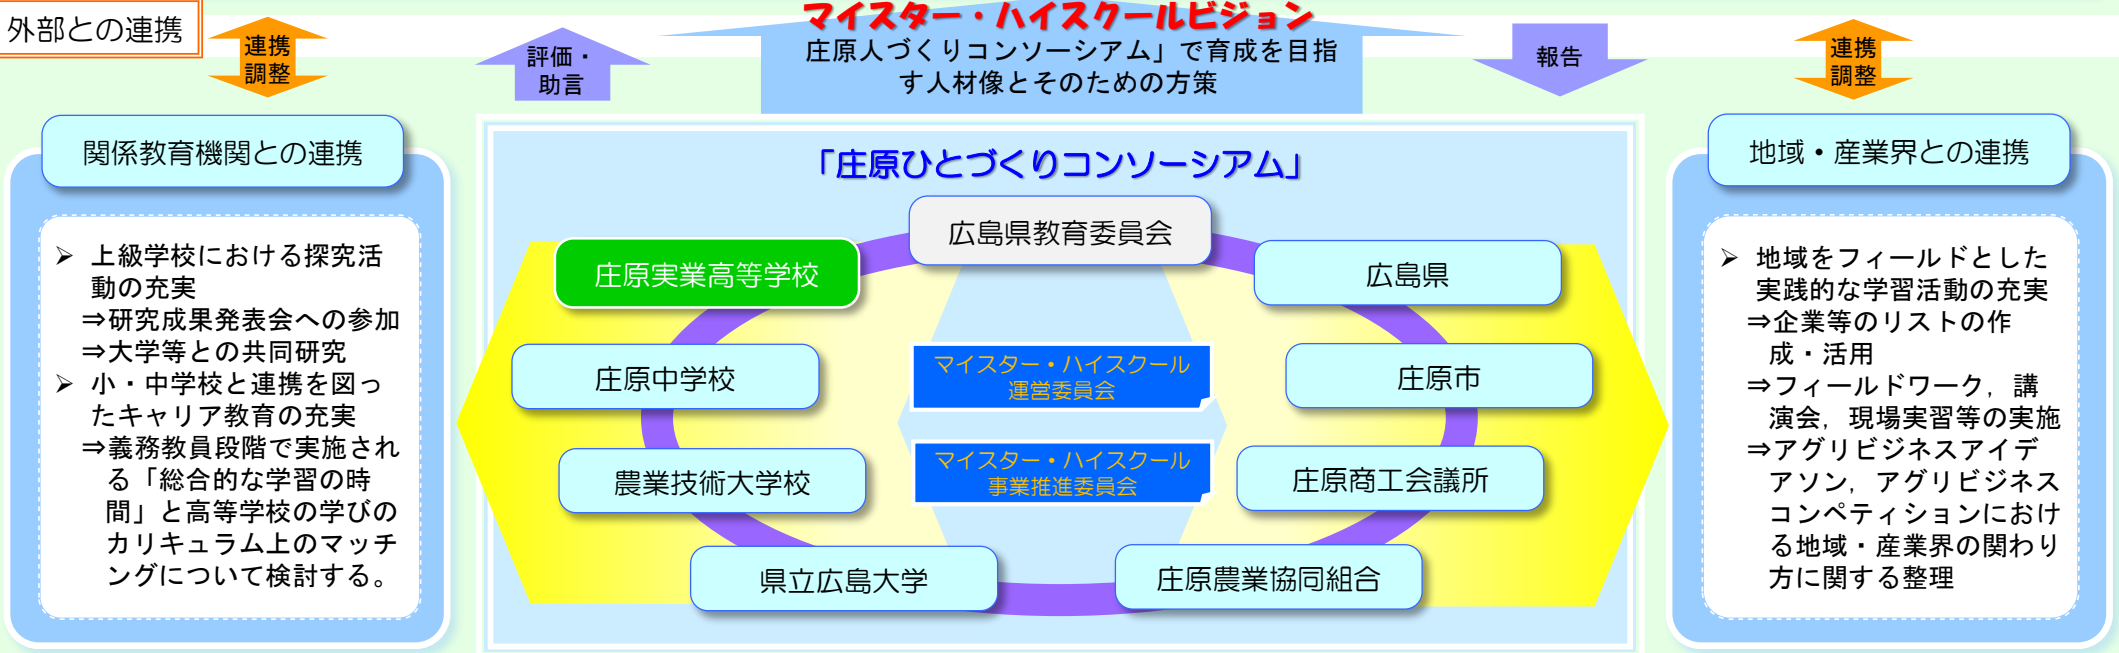 外部との連携
連携
調整
評価・
助言
マイスター・ハイスクールビジョン
庄原人づくりコンソーシアム」で育成を目指
す人材像とそのための方策
報告
連携
調整
関係教育機関との連携
➢ 上級学校における探究活
動の充実
⇒研究成果発表会への参加
⇒大学等との共同研究
➢ 小・中学校と連携を図っ
たキャリア教育の充実
⇒義務教員段階で実施され
る「総合的な学習の時
間」と高等学校の学びの
カリキュラム上のマッチ
ングについて検討する。
「庄原ひとづくりコンソーシアム」
広島県教育委員会
庄原実業高等学校
広島県
庄原中学校
マイスター・ハイスクール
運営委員会
庄原市
農業技術大学校
マイスター・ハイスクール
事業推進委員会
庄原商工会議所
県立広島大学
庄原農業協同組合
地域・産業界との連携
➢ 地域をフィールドとした
実践的な学習活動の充実
⇒企業等のリストの作
成・活用
⇒フィールドワーク，講
演会，現場実習等の実施
⇒アグリビジネスアイデ
アソン，アグリビジネス
コンペティションにおけ
る地域・産業界の関わり
方に関する整理